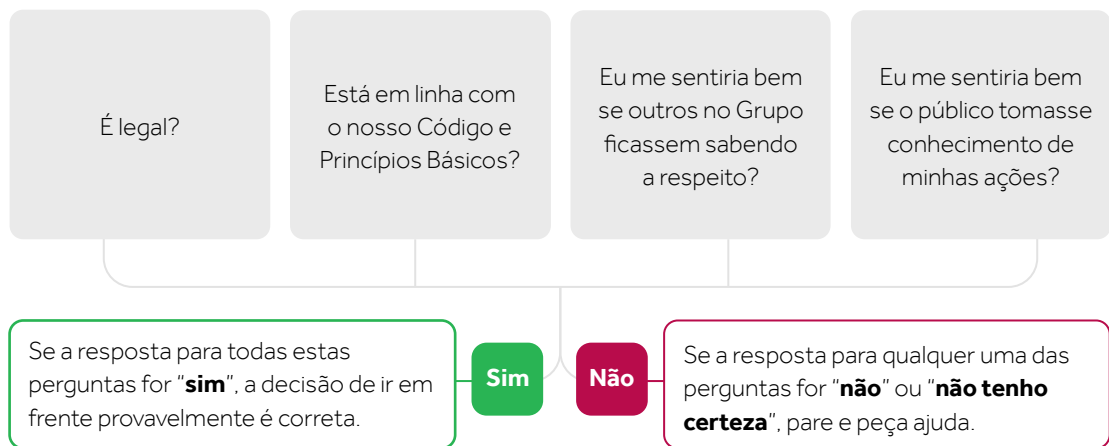 É legal?
Está em linha com
o nosso Código e
Princípios Básicos?
Eu me sentiria bem
se outros no Grupo
ficassem sabendo
a respeito?
Eu me sentiria bem
se o público tomasse
conhecimento de
minhas ações?
Se a resposta para todas estas
perguntas for “sim”, a decisão de ir em
frente provavelmente é correta.
Sim
Não
Se a resposta para qualquer uma das
perguntas for “não” ou “não tenho
certeza”, pare e peça ajuda.